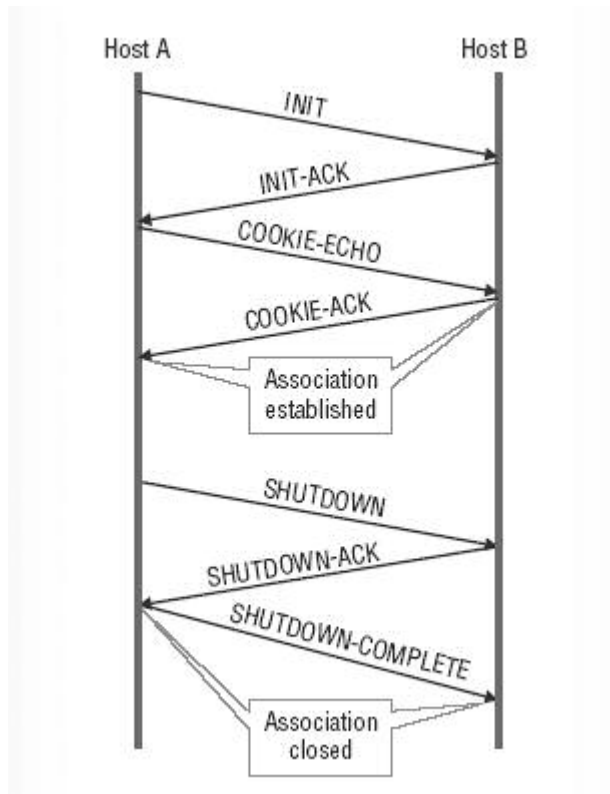 Host A
Host B
INIT
INIT-ACK
COOKIE-ECHO
COOKIE-ACK
Association
established
SHUTDOWN
SHUTDOWN-ACK
SHUTDOWN-COMPLETE
Association
closed